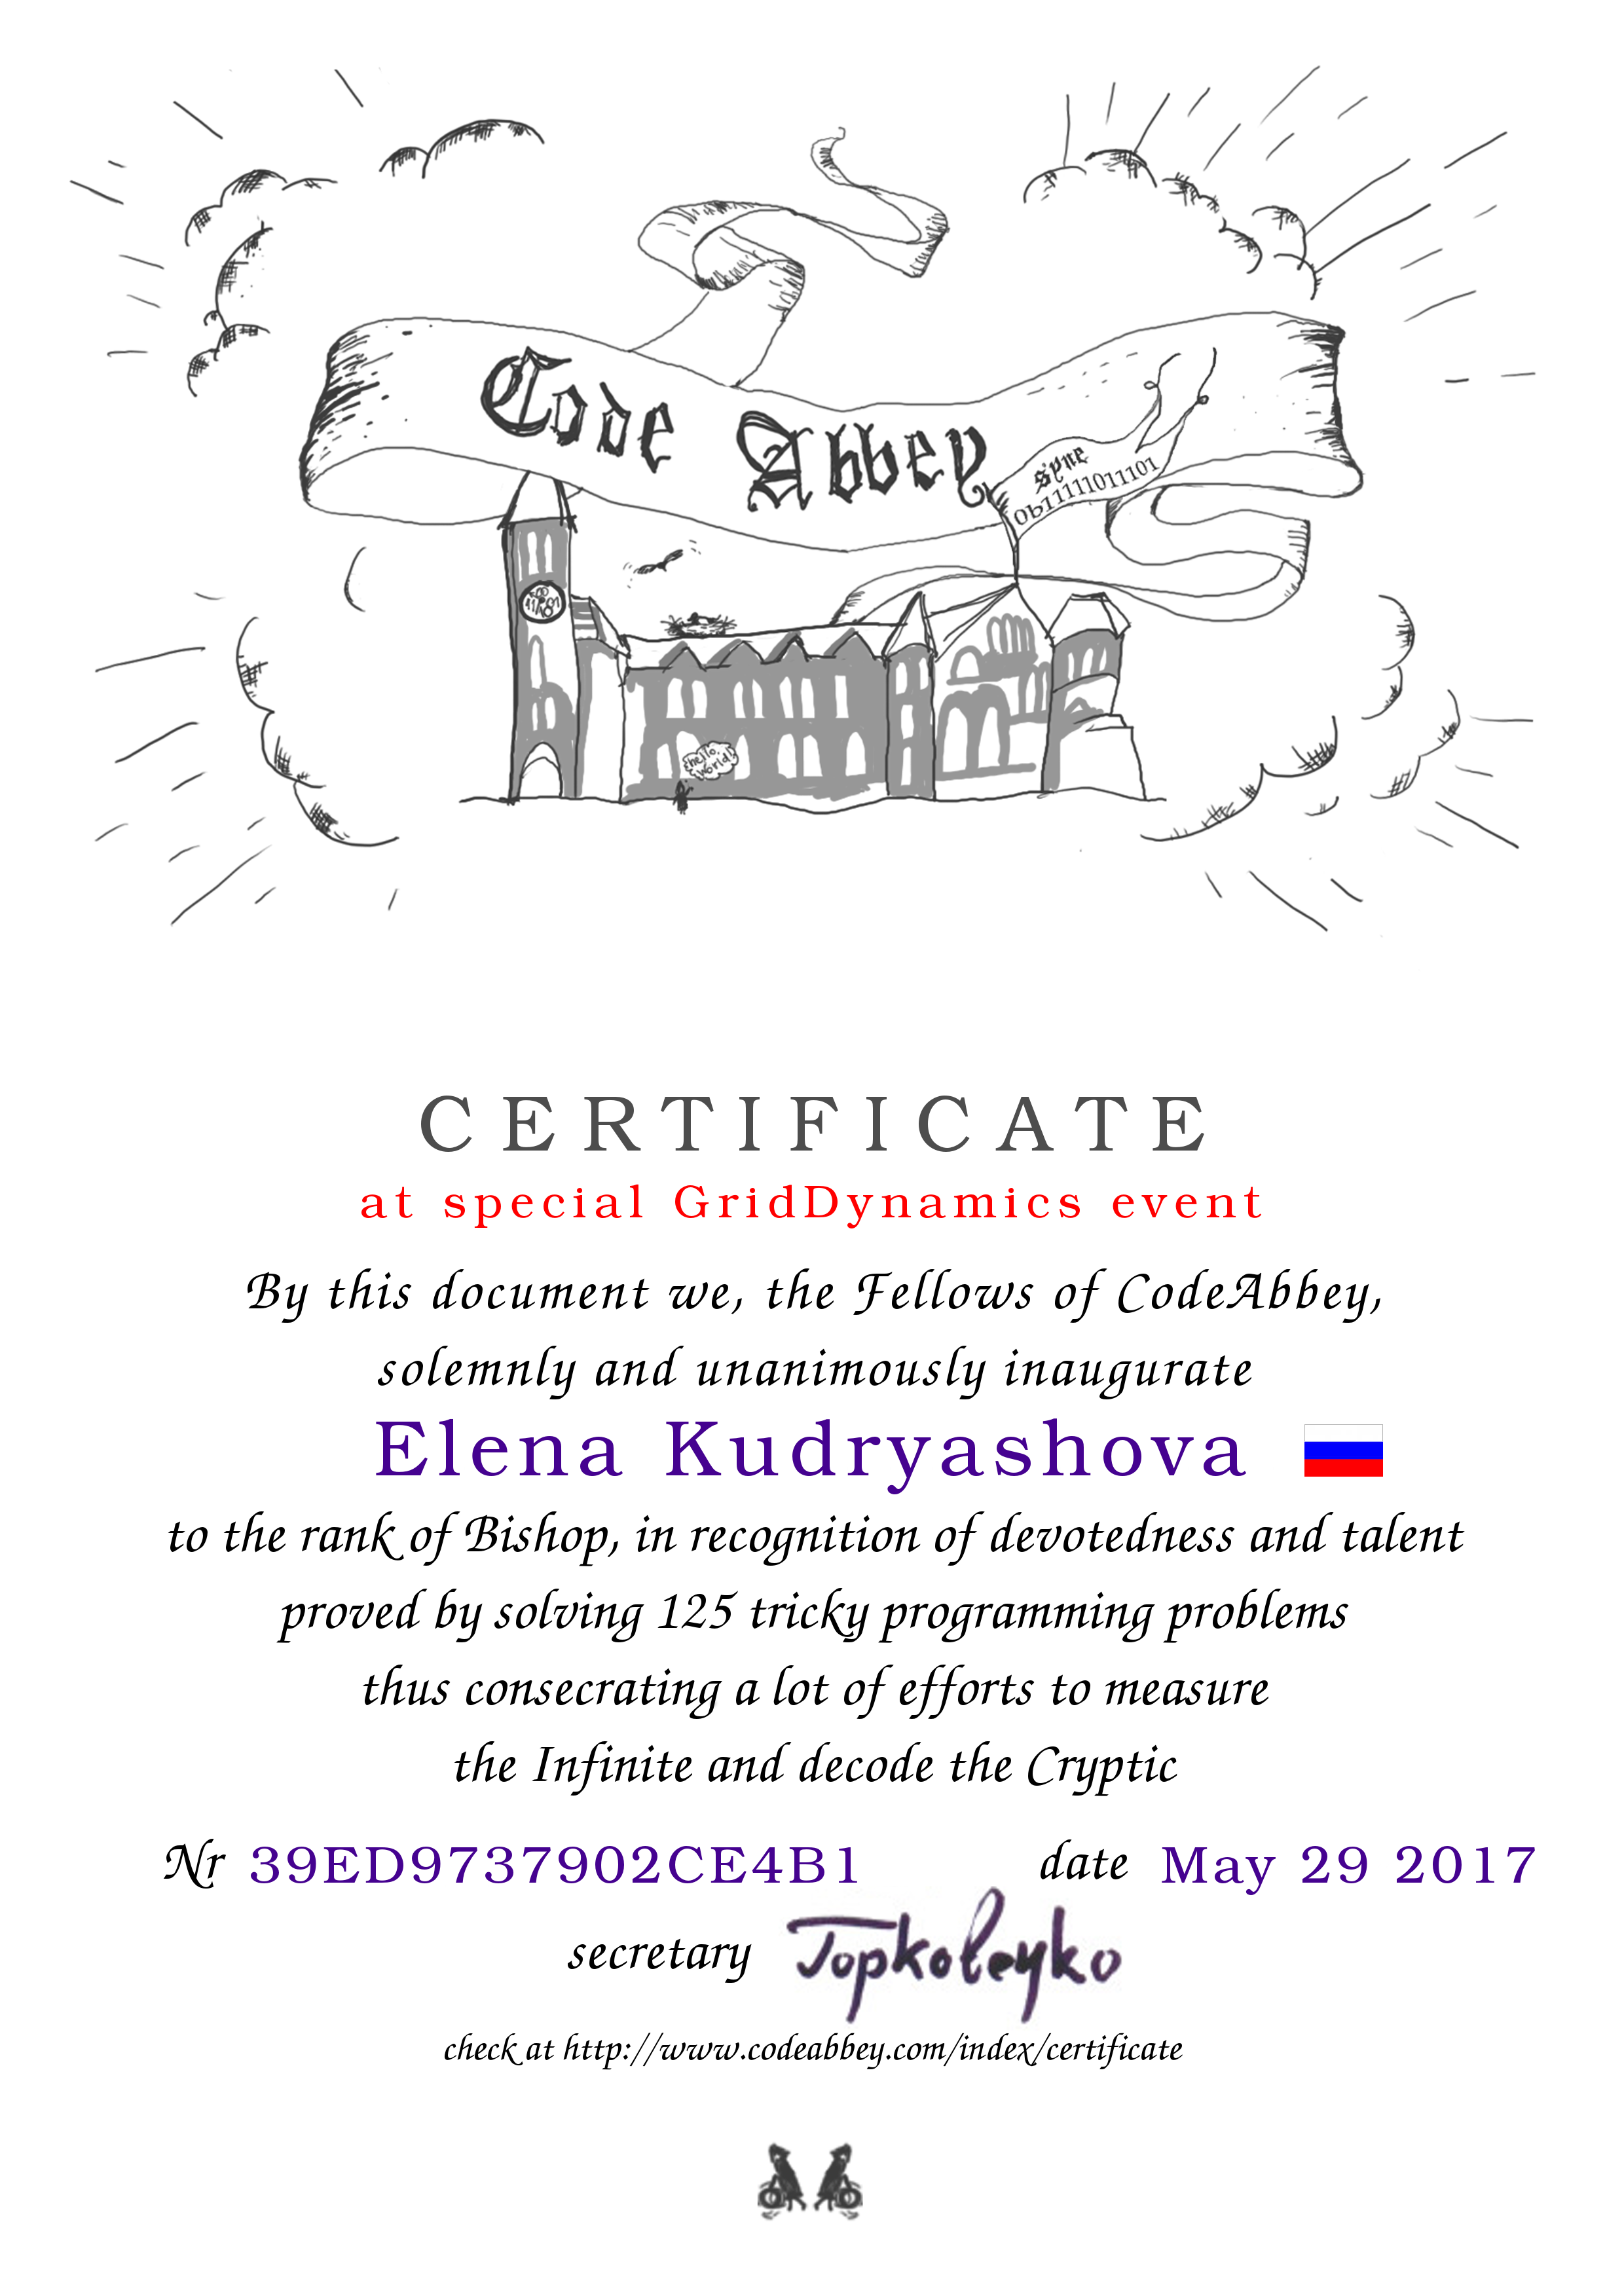 Code Abbey
syne
0b11111011101
hello, world!
CERTIFICATE
at special GridDynamics event
By this document we, the Fellows of CodeAbbey,
solemnly and unanimously inaugurate
Elena Kudryashova
to the rank of Bishop, in recognition of devotedness and talent
proved by solving 125 tricky programming problems
thus consecrating a lot of efforts to measure
the Infinite and decode the Cryptic
Nr 39ED9737902CE4B1 date May 29 2017
secretary
check at http://www.codeabbey.com/index/certificate